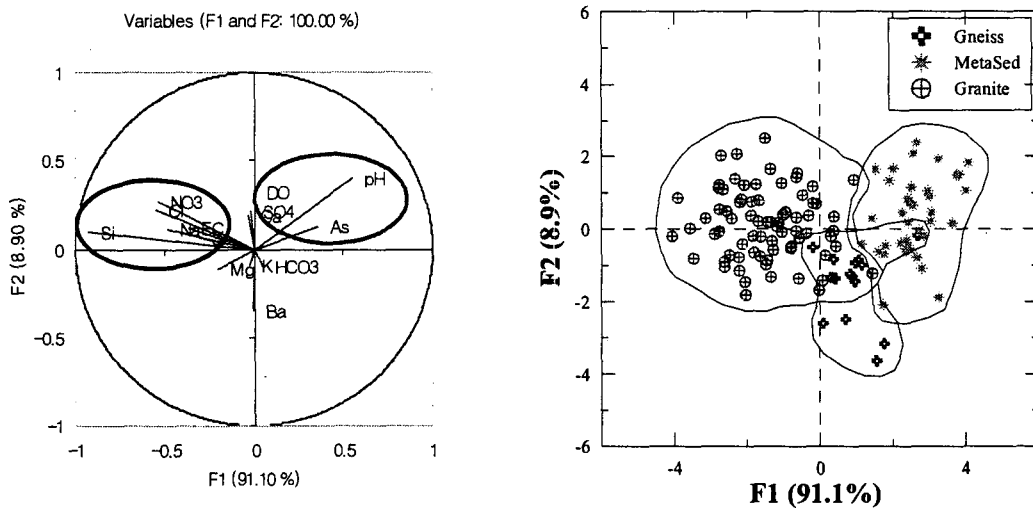 Variables (F1 and F2: 100.00 %)
1
0.5
0
-0.5
-1
F2 (8.90 %)
NO3
Si
EC
Mg
DO
SO4
pH
As
K HCO3
Ba
-1 -0.5 0 0.5 1
F1 (91.10 %)
6
4
2
0
-2
-4
-6
F2 (8.9%)
Gneiss
MetaSed
Granite
-4 0 4
F1 (91.1%)